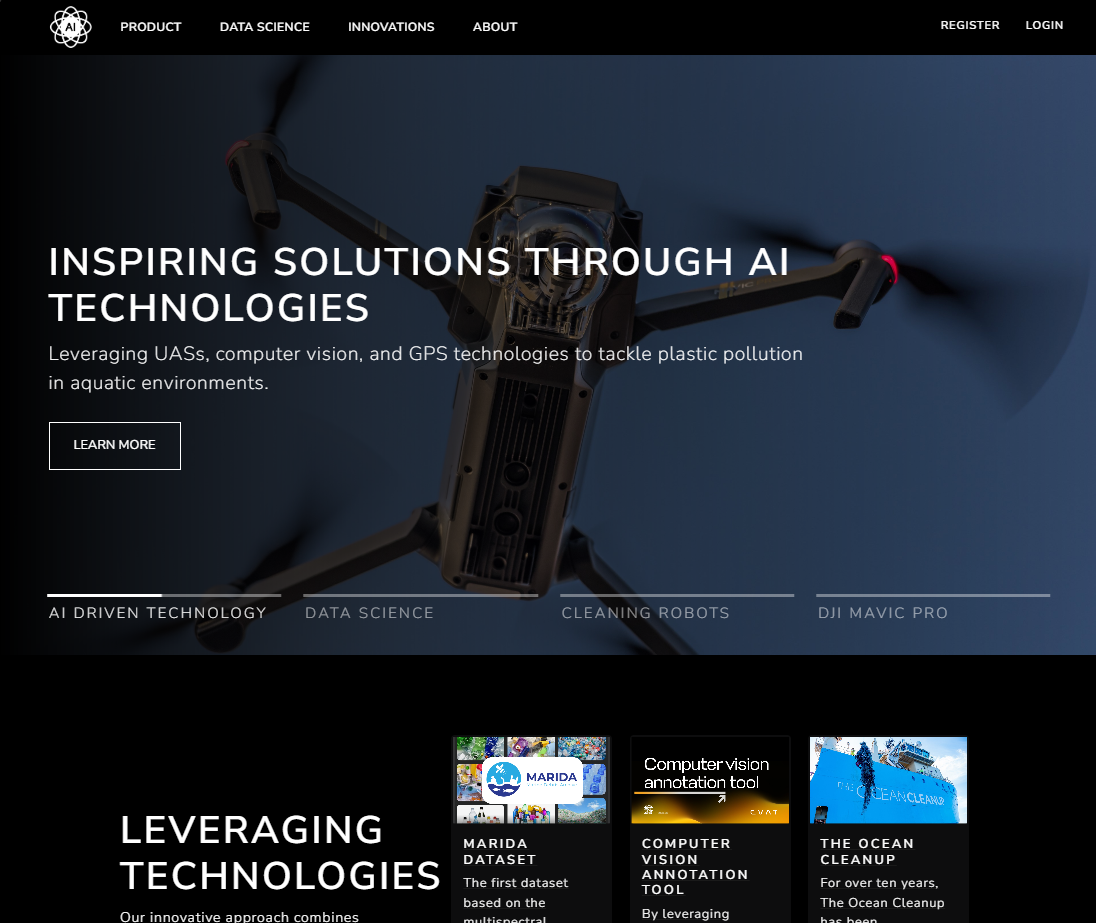 AI
PRODUCT
DATA SCIENCE
INNOVATIONS
ABOUT
REGISTER
LOGIN
INSPIRING SOLUTIONS THROUGH AI
TECHNOLOGIES
Leveraging UASs, computer vision, and GPS technologies to tackle plastic pollution
in aquatic environments.
LEARN MORE
AI DRIVEN TECHNOLOGY
DATA SCIENCE
CLEANING ROBOTS
DJI MAVIC PRO
LEVERAGING
TECHNOLOGIES
Our innovative approach combines
MARIDA
MARIDA
DATASET
The first dataset
based on the
multispectral
Computer vision
annotation tool
CVAT
COMPUTER
VISION
ANNOTATION
TOOL
By leveraging
THE OCEAN CLEANUP
THE OCEAN
CLEANUP
For over ten years,
The Ocean Cleanup
has been